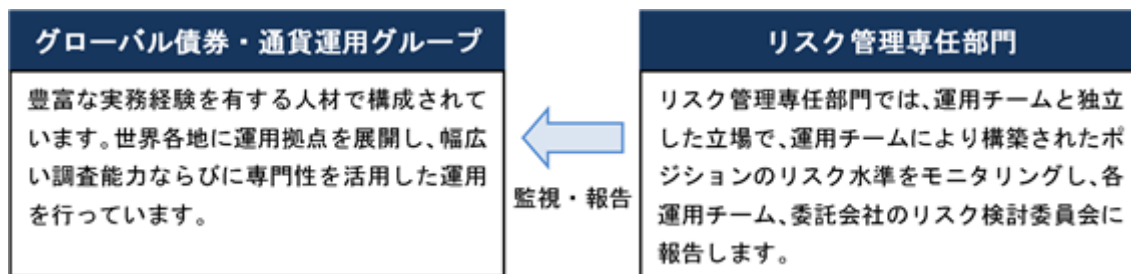 グローバル債券・通貨運用グループ
豊富な実務経験を有する人材で構成されて
います。世界各地に運用拠点を展開し、幅広
い調査能力ならびに専門性を活用した運用
を行っています。
監視・報告
リスク管理専任部門
リスク管理専任部門では、運用チームと独立
した立場で、運用チームにより構築されたポ
ジションのリスク水準をモニタリングし、各
運用チーム、委託会社のリスク検討委員会に
報告します。